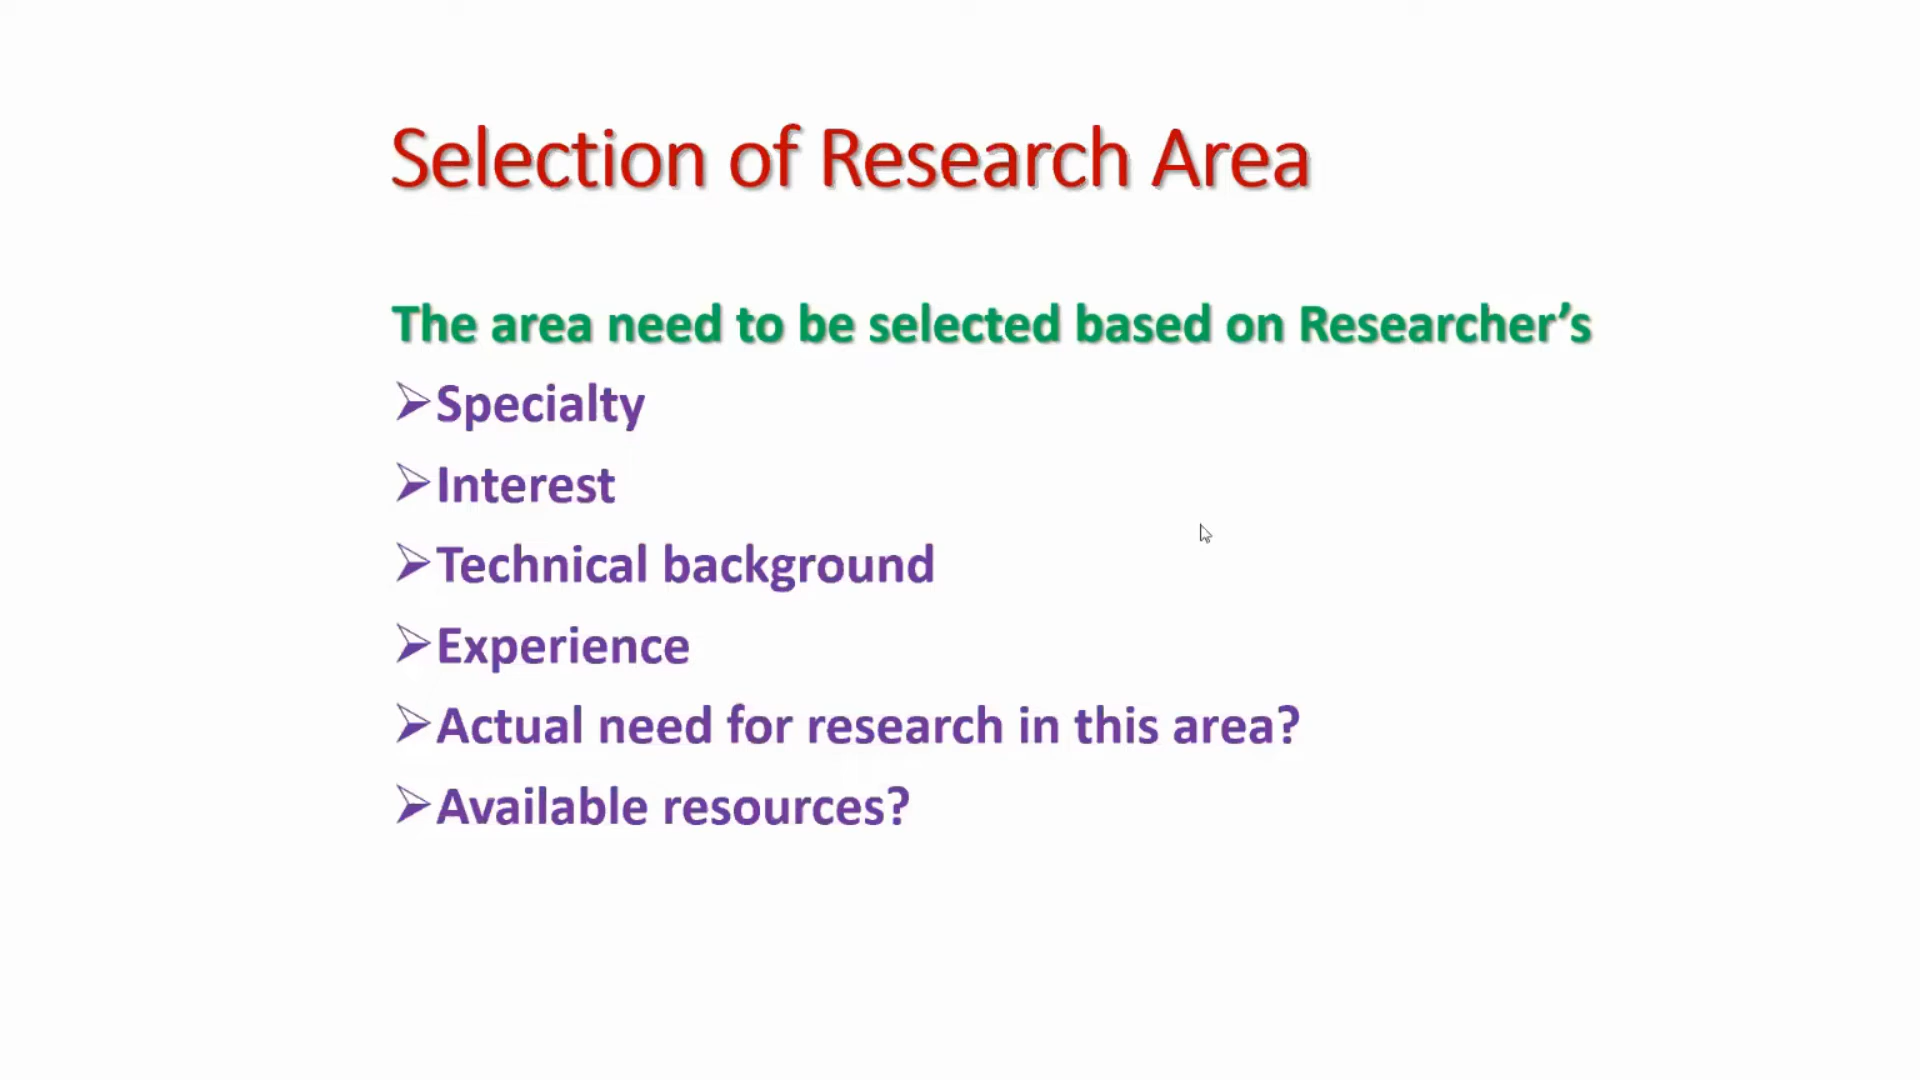 Selection of Research Area
The area need to be selected based on Researcher’s
➢Specialty
➢Interest
➢Technical background
➢Experience
➢Actual need for research in this area?
➢Available resources?